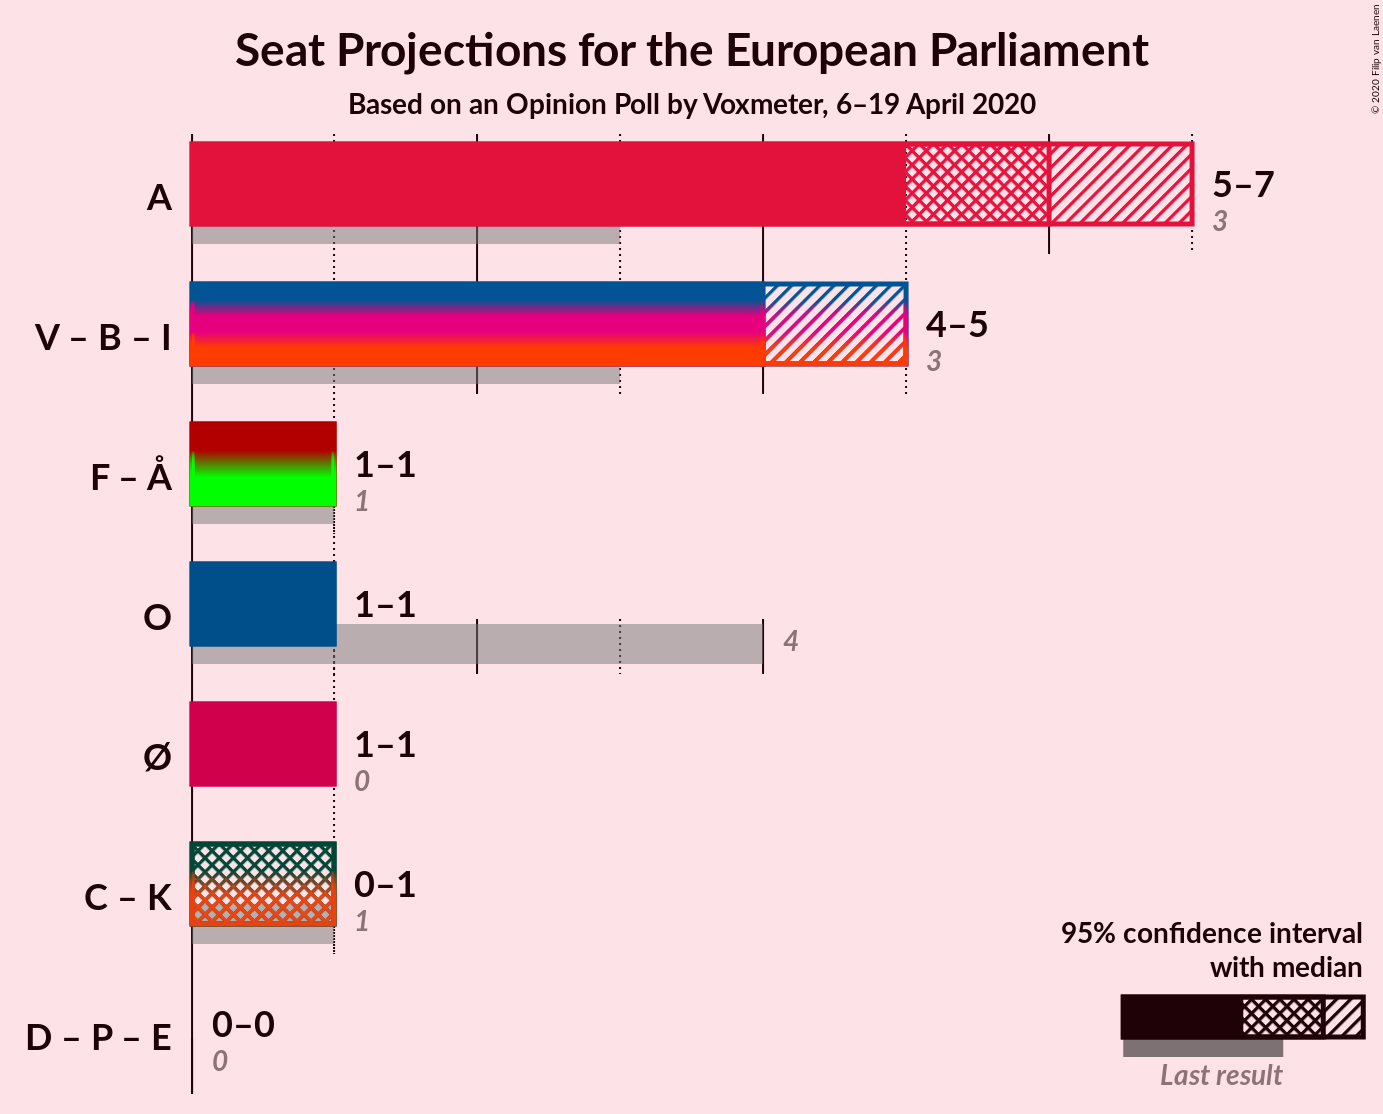 Seat Projections for the European Parliament
Based on an Opinion Poll by Voxmeter, 6–19 April 2020
© 2020 Filip van Laenen
A
5–7
3
V – B – I
4–5
3
F – Å
1–1
1
O
1–1
4
Ø
1–1
0
C – K
0–1
1
D – P – E
0–0
0
95% confidence interval
with median
Last result